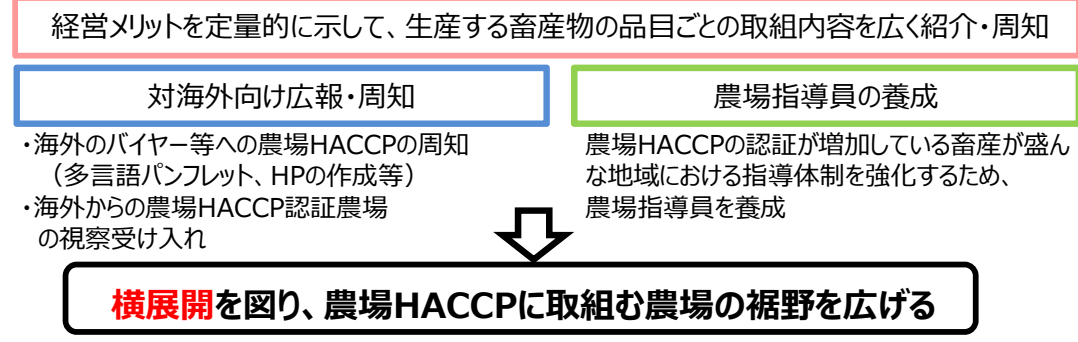 経営メリットを定量的に示して、生産する畜産物の品目ごとの取組内容を広く紹介・周知
対海外向け広報・周知
・海外のバイヤー等への農場HACCPの周知
（多言語パンフレット、HPの作成等）
・海外からの農場HACCP認証農場
の視察受け入れ
農場指導員の養成
農場HACCPの認証が増加している畜産が盛ん
な地域における指導体制を強化するため、
農場指導員を養成
横展開を図り、農場HACCPに取組む農場の裾野を広げる